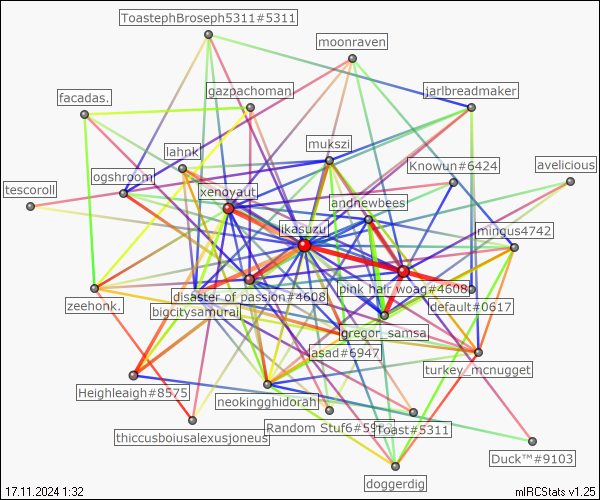 ToastephBroseph5311#5311
moonraven
gazpachoman
jarlbreadmaker
facadas.
mukszi
lahnk
Knowun#6424
avelicious
ogshroom
tescoroll
xenoyaut
andnewbees
ikasuzu
mingus4742
pink hair woag#4608
disaster of passion#4608
zeehonk.
default#0617
bigcitysamurai
gregor_samsa
asad#6947
turkey_mcnugget
Heighleaigh#8575
neokingghidorah
Random Stuf6#59
Toast#5311
thiccusboiusalexusjoneus
Duck™#9103
doggerdig
17.11.2024 1:32
mIRCStats v1.25